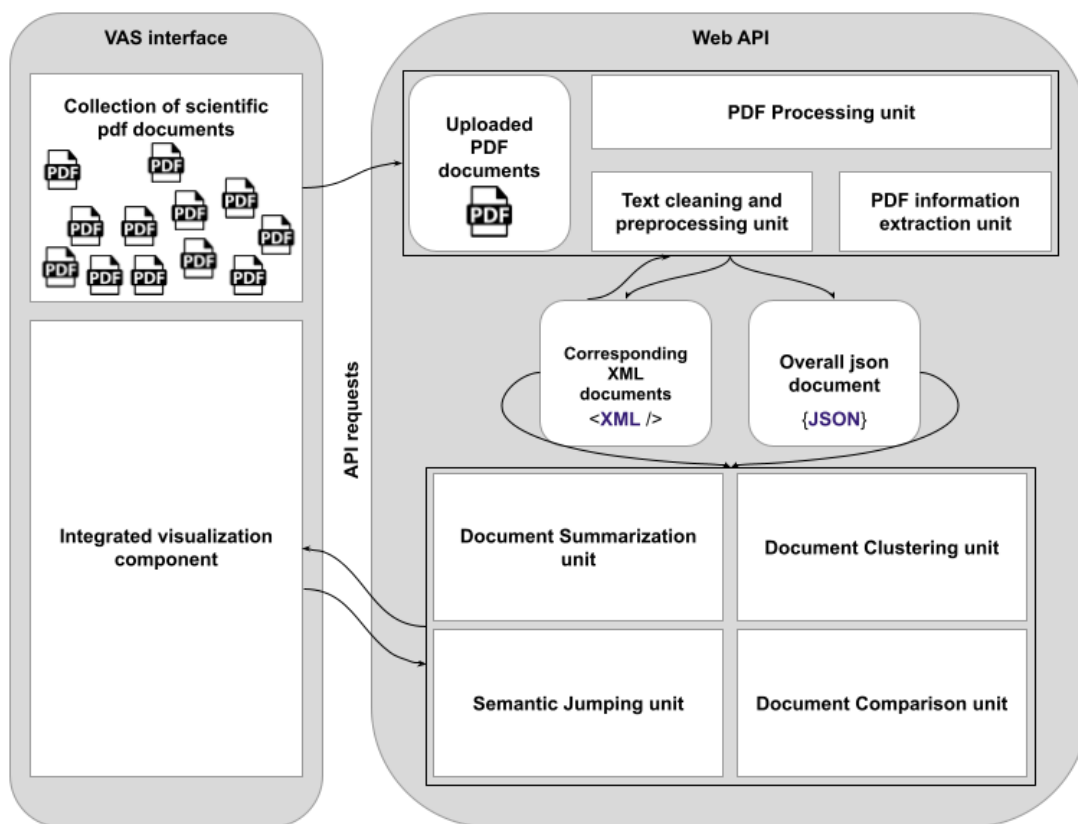 VAS interface
Collection of scientific
pdf documents
PDF
PDF
PDF
PDF
PDF
PDF
PDF
PDF
PDF
PDF
PDF
PDF
Integrated visualization
component
API requests
Web API
Uploaded
PDF
documents
PDF
PDF Processing unit
Text cleaning and
preprocessing unit
PDF information
extraction unit
Corresponding
XML
documents
<XML />
Overall json
document
{JSON}
Document Summarization
unit
Document Clustering unit
Semantic Jumping unit
Document Comparison unit